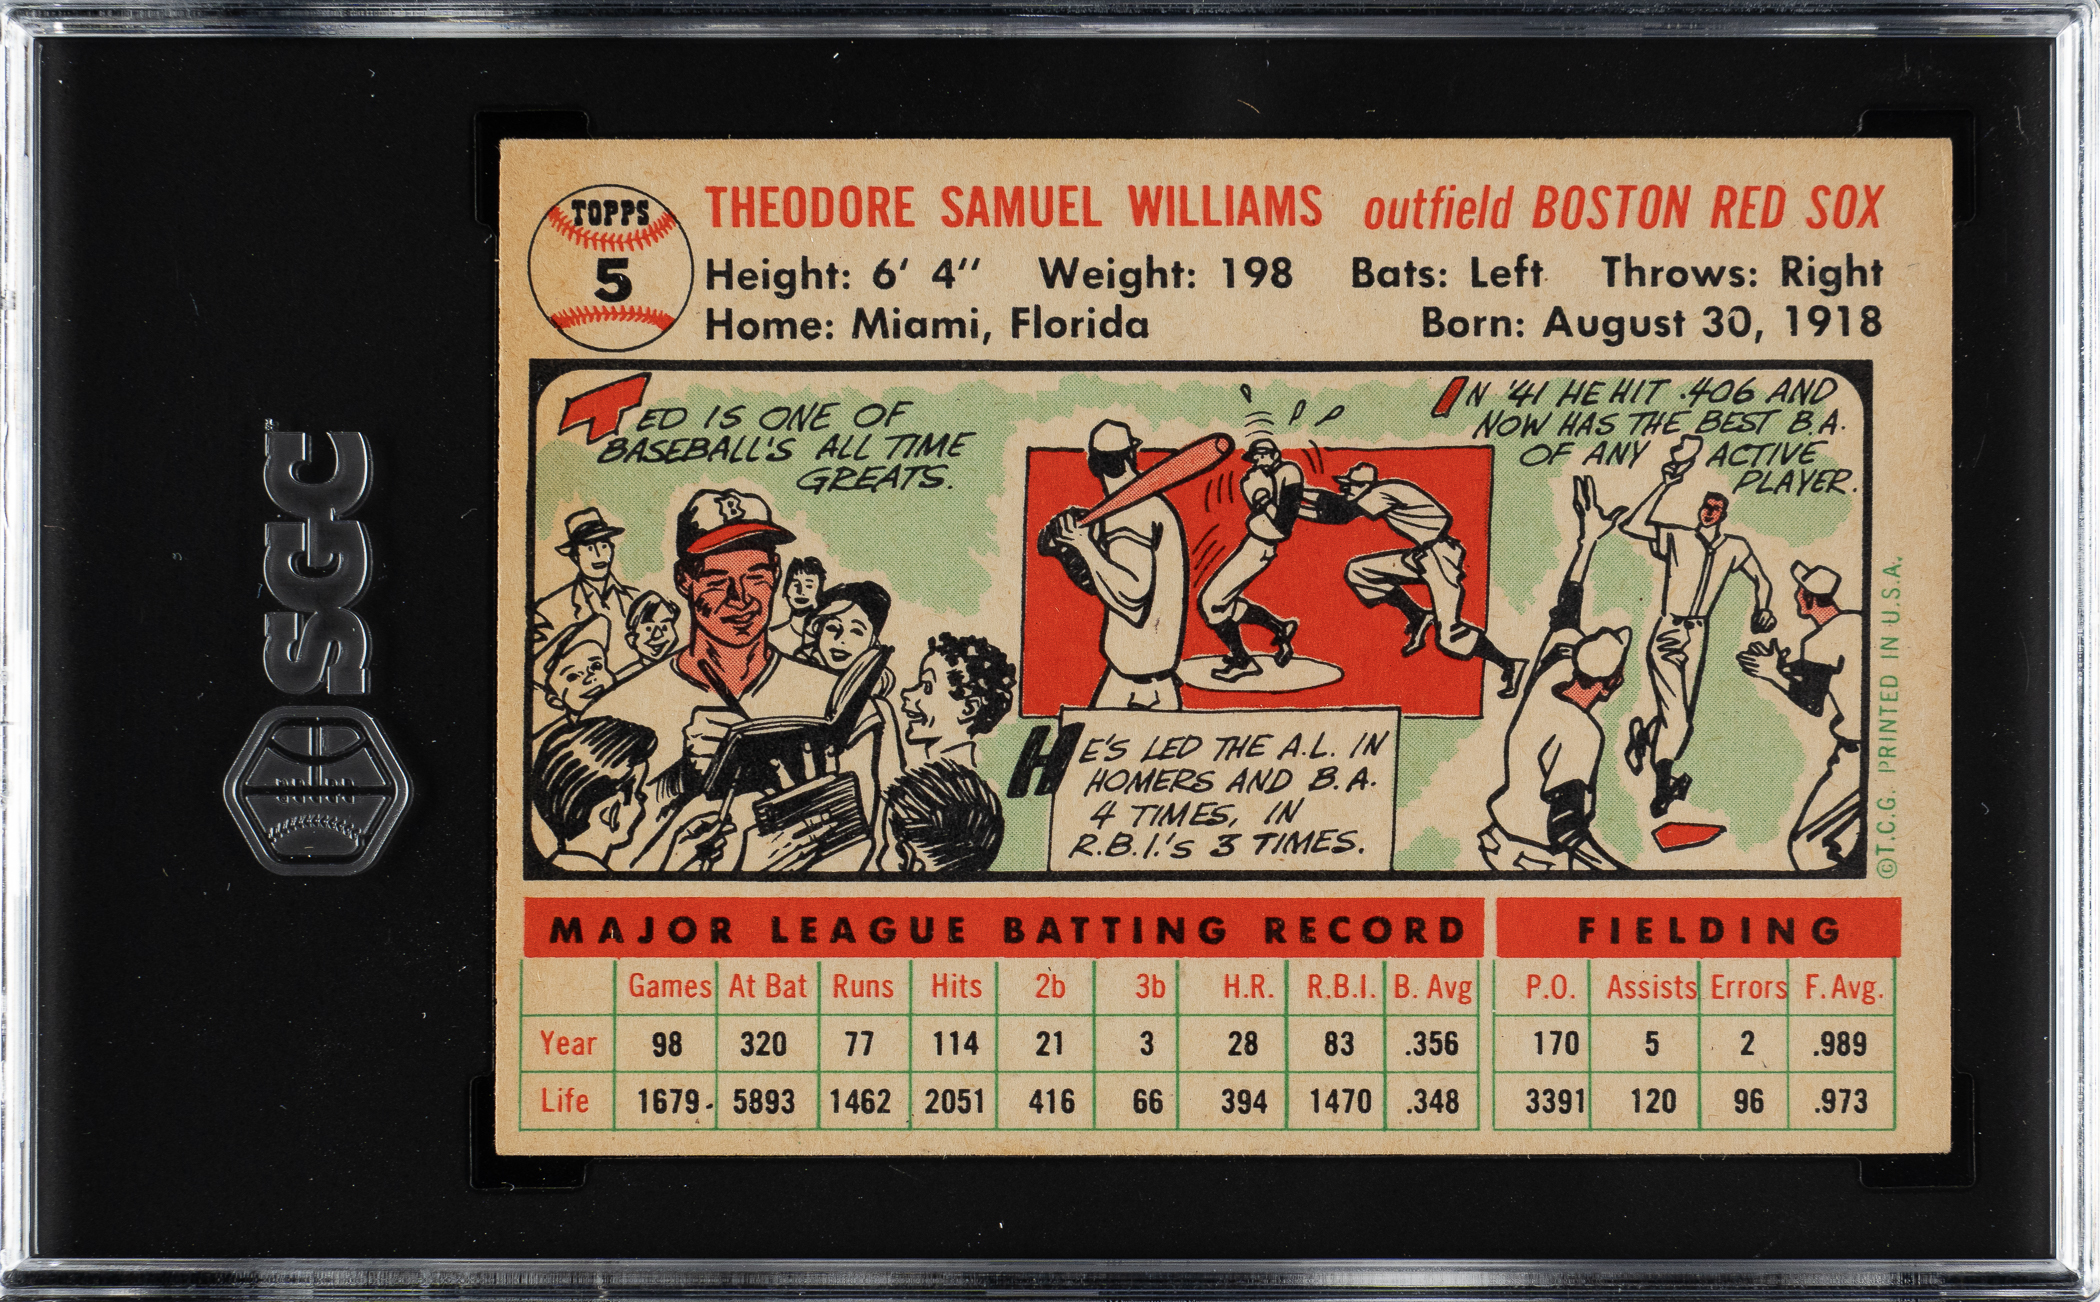 SGC
TOPPS
5
THEODORE SAMUEL WILLIAMS outfield BOSTON RED SOX
Height: 6' 4" Weight: 198 Bats: Left Throws: Right
Home: Miami, Florida Born: August 30, 1918
TED IS ONE OF
BASEBALL'S ALL TIME
GREATS.
B
HE'S LED THE A.L. IN
HOMERS AND B.A.
4 TIMES, IN
R.B.I.'S 3 TIMES.
IN '41 HE HIT .406 AND
NOW HAS THE BEST B.A.
OF ANY ACTIVE
PLAYER.
©T.C.G. PRINTED IN U.S.A.
MAJOR LEAGUE BATTING RECORD FIELDING
Games At Bat Runs Hits 2b 3b H.R. R.B.I. B. Avg P.O. Assists Errors F. Avg.
Year 98 320 77 114 21 3 28 83 .356 170 5 2 .989
Life 1679 5893 1462 2051 416 66 394 1470 .348 3391 120 96 .973